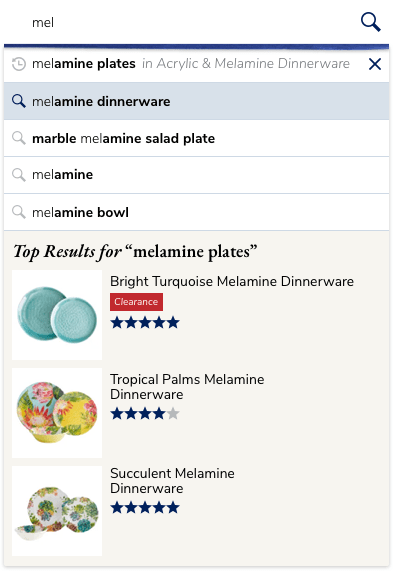 mel
melamine plates in Acrylic & Melamine Dinnerware
melamine dinnerware
marble melamine salad plate
melamine
melamine bowl
Top Results for “melamine plates”
Bright Turquoise Melamine Dinnerware
Clearance
Tropical Palms Melamine
Dinnerware
Succulent Melamine
Dinnerware